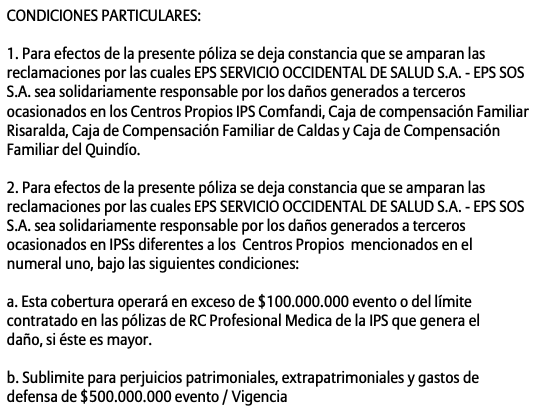 CONDICIONES PARTICULARES:
1. Para efectos de la presente póliza se deja constancia que se amparan las
reclamaciones por las cuales EPS SERVICIO OCCIDENTAL DE SALUD S.A. - EPS SOS
S.A. sea solidariamente responsable por los daños generados a terceros
ocasionados en los Centros Propios IPS Comfandi, Caja de compensación Familiar
Risaralda, Caja de Compensación Familiar de Caldas y Caja de Compensación
Familiar del Quindío.
2. Para efectos de la presente póliza se deja constancia que se amparan las
reclamaciones por las cuales EPS SERVICIO OCCIDENTAL DE SALUD S.A. - EPS SOS
S.A. sea solidariamente responsable por los daños generados a terceros
ocasionados en IPSs diferentes a los  Centros Propios  mencionados en el
numeral uno, bajo las siguientes condiciones:
a. Esta cobertura operará en exceso de $100.000.000 evento o del límite
contratado en las pólizas de RC Profesional Medica de la IPS que genera el
daño, si éste es mayor.
b. Sublimite para perjuicios patrimoniales, extrapatrimoniales y gastos de
defensa de $500.000.000 evento / Vigencia